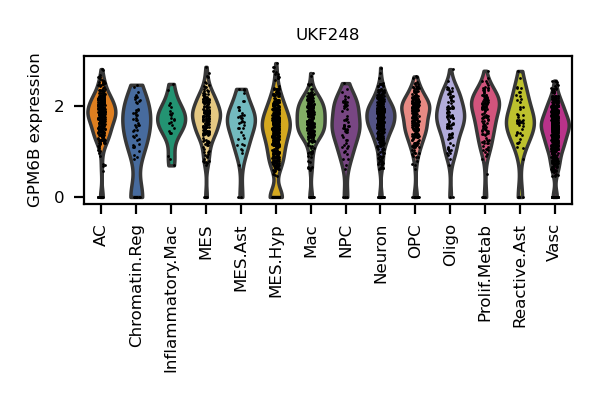 UKF248
GPM6B expression
2
0
AC
Chromatin.Reg
Inflammatory.Mac
MES
MES.Ast
MES.Hyp
Mac
NPC
Neuron
OPC
Oligo
Prolif.Metab
Reactive.Ast
Vasc